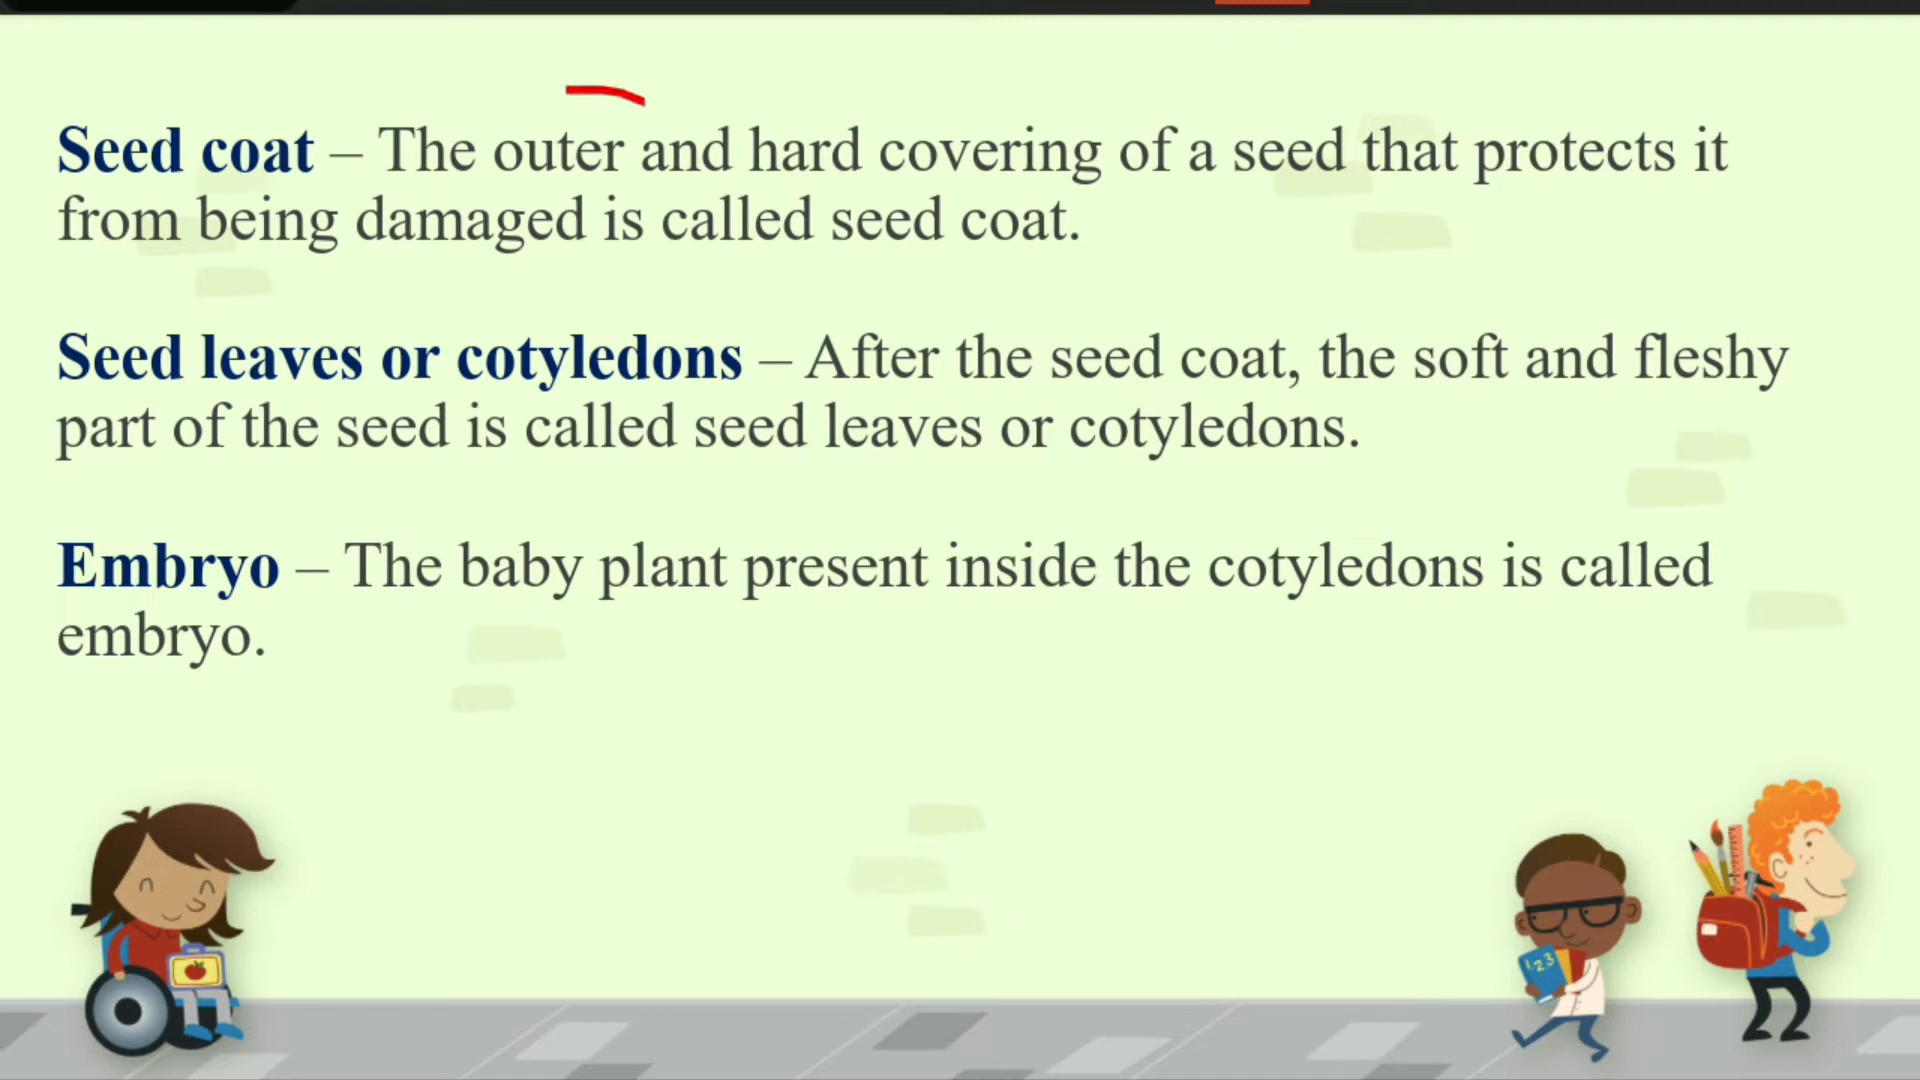 Seed coat – The outer and hard covering of a seed that protects it
from being damaged is called seed coat.
Seed leaves or cotyledons – After the seed coat, the soft and fleshy
part of the seed is called seed leaves or cotyledons.
Embryo – The baby plant present inside the cotyledons is called
embryo.
123